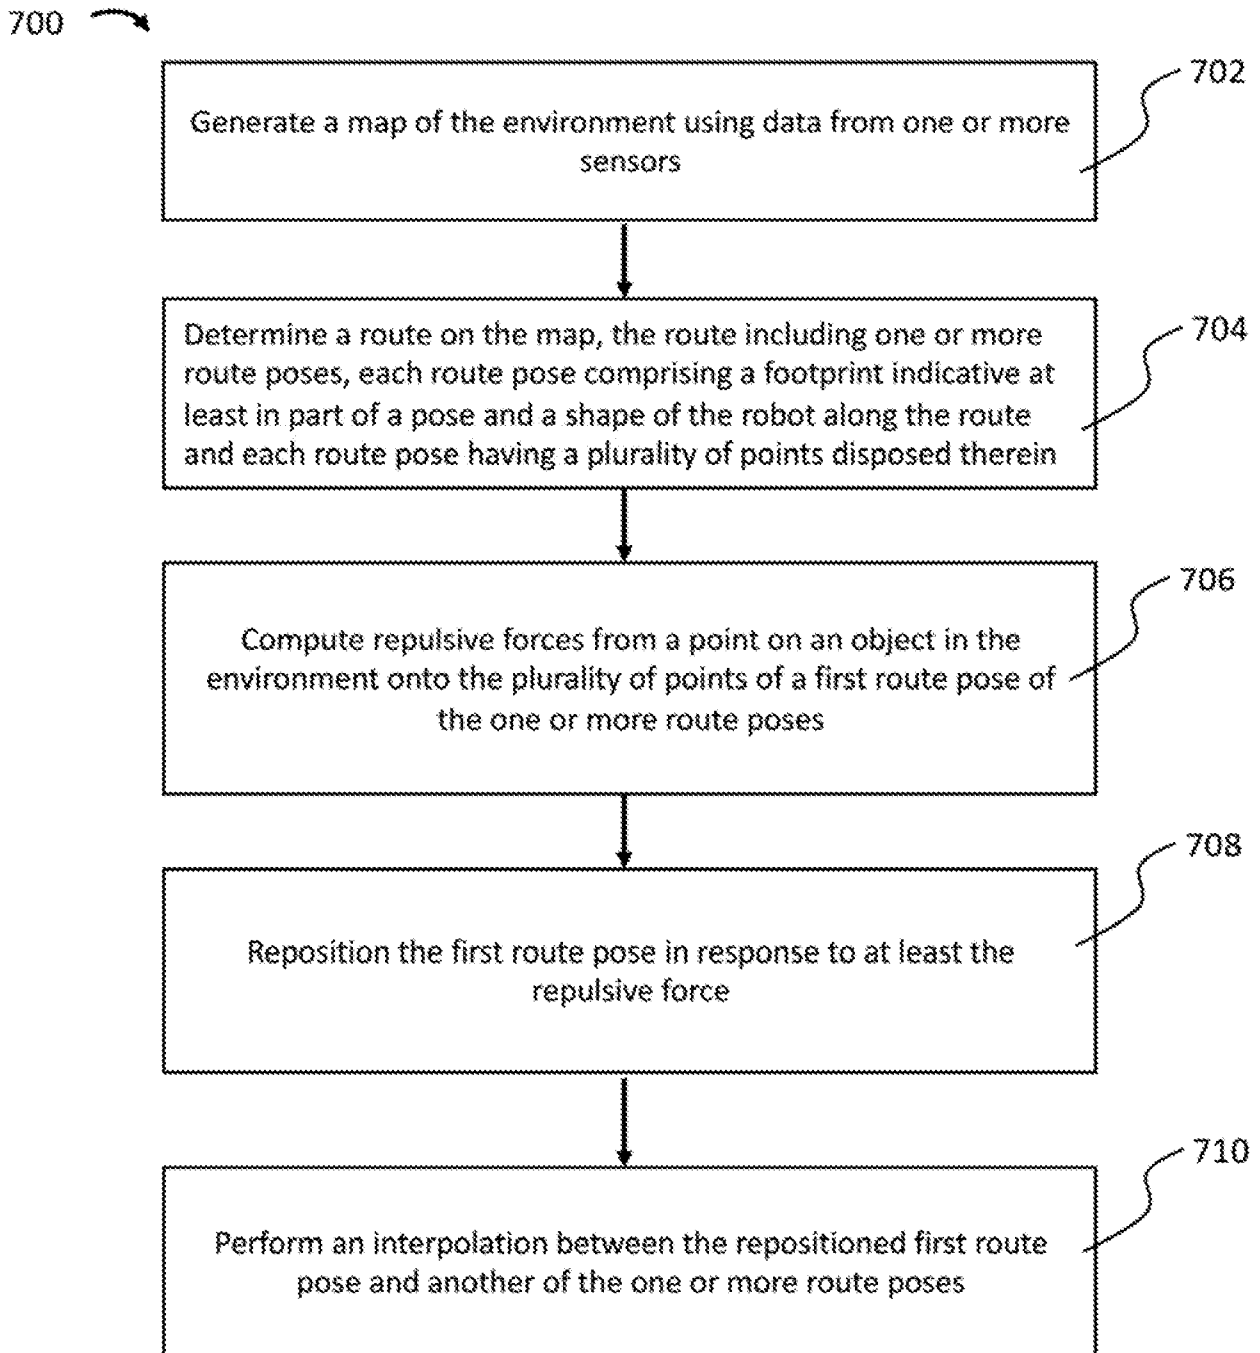 700
702
Generate a map of the environment using data from one or more
sensors
704
Determine a route on the map, the route including one or more
route poses, each route pose comprising a footprint indicative at
least in part of a pose and a shape of the robot along the route
and each route pose having a plurality of points disposed therein
706
Compute repulsive forces from a point on an object in the
environment onto the plurality of points of a first route pose of
the one or more route poses
708
Reposition the first route pose in response to at least the
repulsive force
710
Perform an interpolation between the repositioned first route
pose and another of the one or more route poses